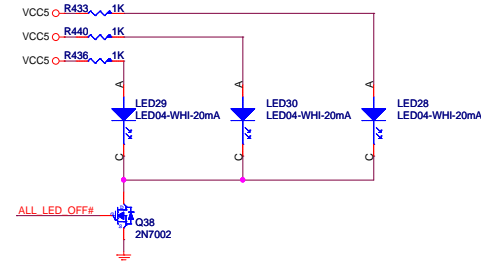 VCC5 R433 1K
VCC5 R440 1K
VCC5 R436 1K
A A A
LED29 LED30 LED28
LED04-WHI-20mA LED04-WHI-20mA LED04-WHI-20mA
C C C
ALL_LED_OFF#
Q38
2N7002